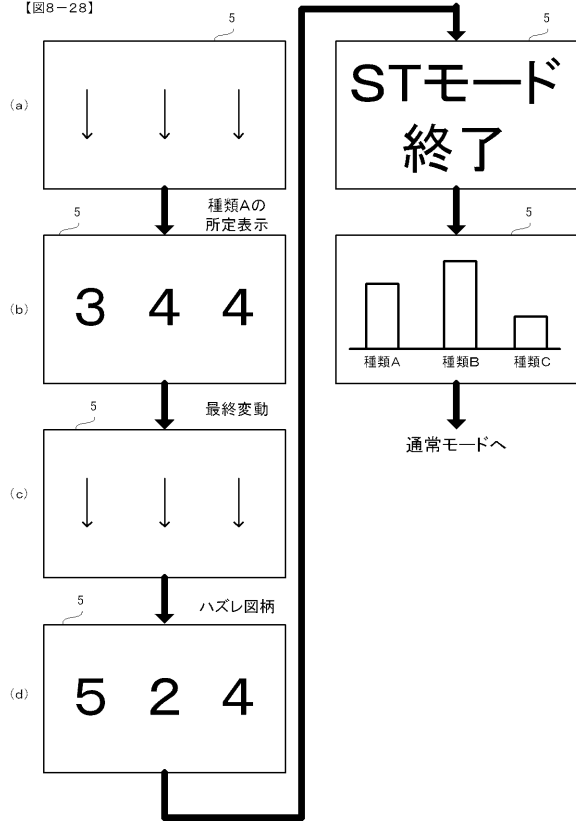 【図8－28】
5
(a)
種類Aの
所定表示
5
(b)
3 4 4
最終変動
5
(c)
ハズレ図柄
5
(d)
5 2 4
5
STモード
終了
5
種類A 種類B 種類C
通常モードへ